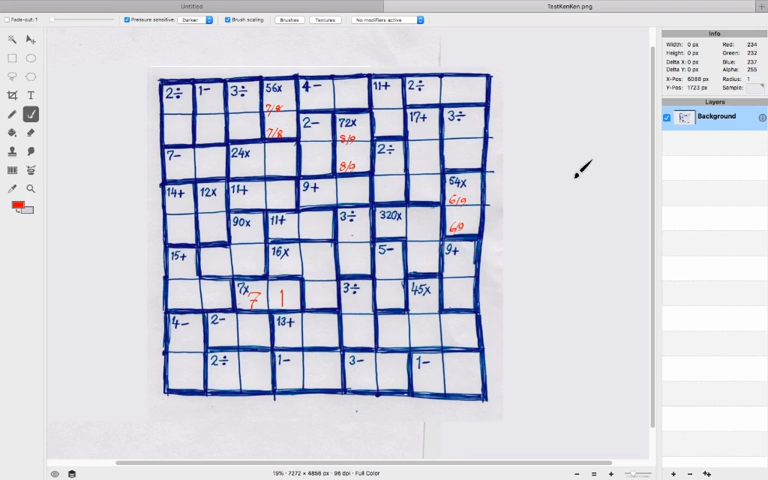 Untitled
TestKenKen.png
Fade-out: 1
Pressure sensitive: Darker
Brush scaling
Brushes
Textures
No modifiers active
Info
Width: 0 px Red: 234
Height: 0 px Green: 232
Delta X: 0 px Blue: 237
Delta Y: 0 px Alpha: 255
X-Pos: 6088 px Radius: 1
Y-Pos: 1723 px Sample:
Layers
Background
2÷ 1- 3÷ 56x 4- 11+ 2÷
7/8
2- 72x 17+ 3÷
7/8 8/9
7- 24x 2÷
8/9
14+ 12x 11+ 9+ 54x
6/9
90x 11+ 3÷ 320x
6/9
15+ 16x 5- 9+
7x 3÷ 45x
7 1
4- 2- 13+
2÷ 1- 3- 1-
19% · 7272 × 4856 px · 96 dpi · Full Color